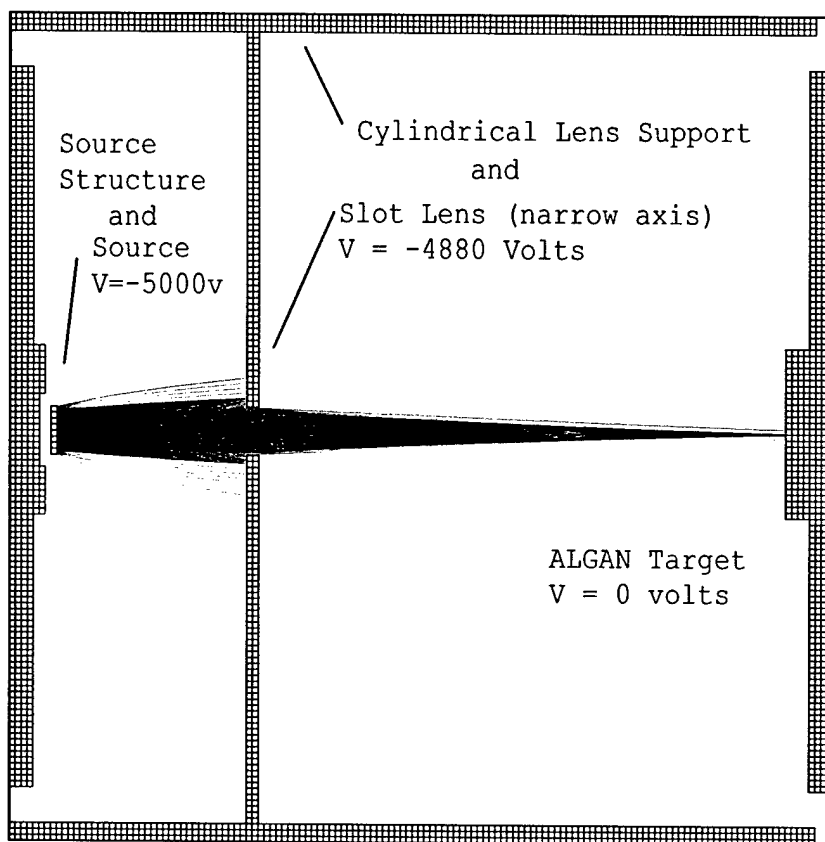 Cylindrical Lens Support
and
Slot Lens (narrow axis)
V = -4880 Volts
Source
Structure
and
Source
V=-5000v
ALGAN Target
V = 0 volts